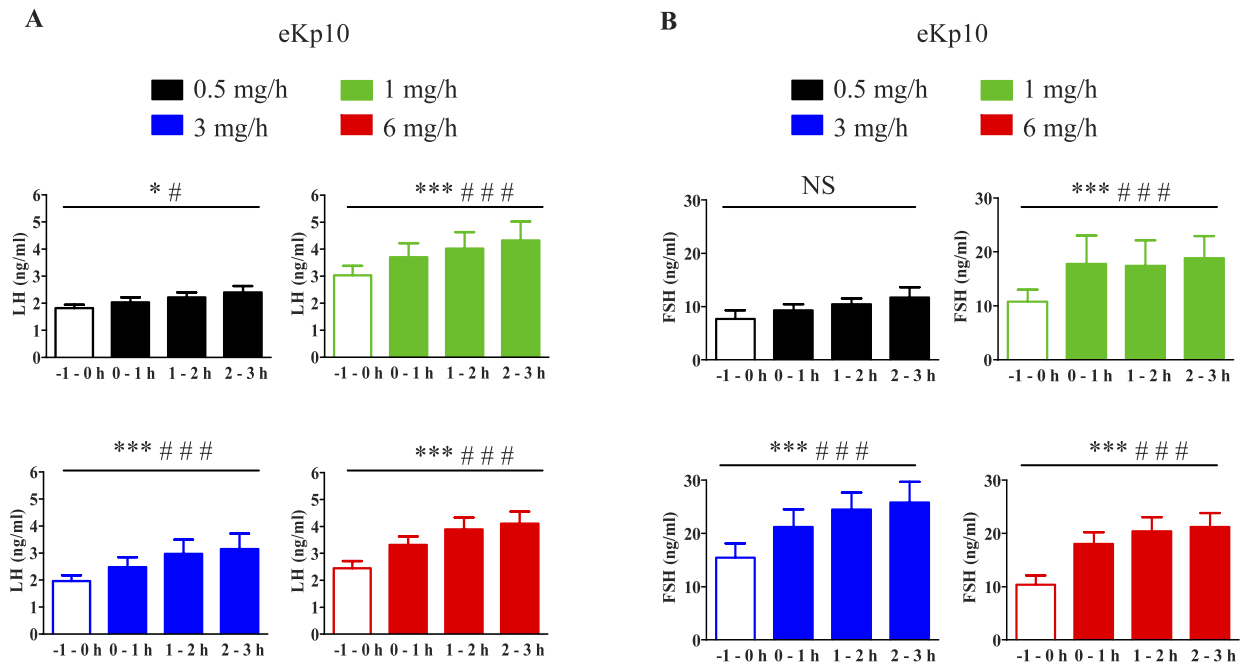 A
eKp10
0.5 mg/h
1 mg/h
3 mg/h
6 mg/h
* #
LH (ng/ml)
6
5
4
3
2
1
0
-1 - 0 h 0 - 1 h 1 - 2 h 2 - 3 h
*** # # #
LH (ng/ml)
6
5
4
3
2
1
0
-1 - 0 h 0 - 1 h 1 - 2 h 2 - 3 h
*** # # #
LH (ng/ml)
6
5
4
3
2
1
0
-1 - 0 h 0 - 1 h 1 - 2 h 2 - 3 h
*** # # #
LH (ng/ml)
6
5
4
3
2
1
0
-1 - 0 h 0 - 1 h 1 - 2 h 2 - 3 h
B
eKp10
0.5 mg/h
1 mg/h
3 mg/h
6 mg/h
NS
FSH (ng/ml)
30
20
10
0
-1 - 0 h 0 - 1 h 1 - 2 h 2 - 3 h
*** # # #
FSH (ng/ml)
30
20
10
0
-1 - 0 h 0 - 1 h 1 - 2 h 2 - 3 h
*** # # #
FSH (ng/ml)
30
20
10
0
-1 - 0 h 0 - 1 h 1 - 2 h 2 - 3 h
*** # # #
FSH (ng/ml)
30
20
10
0
-1 - 0 h 0 - 1 h 1 - 2 h 2 - 3 h